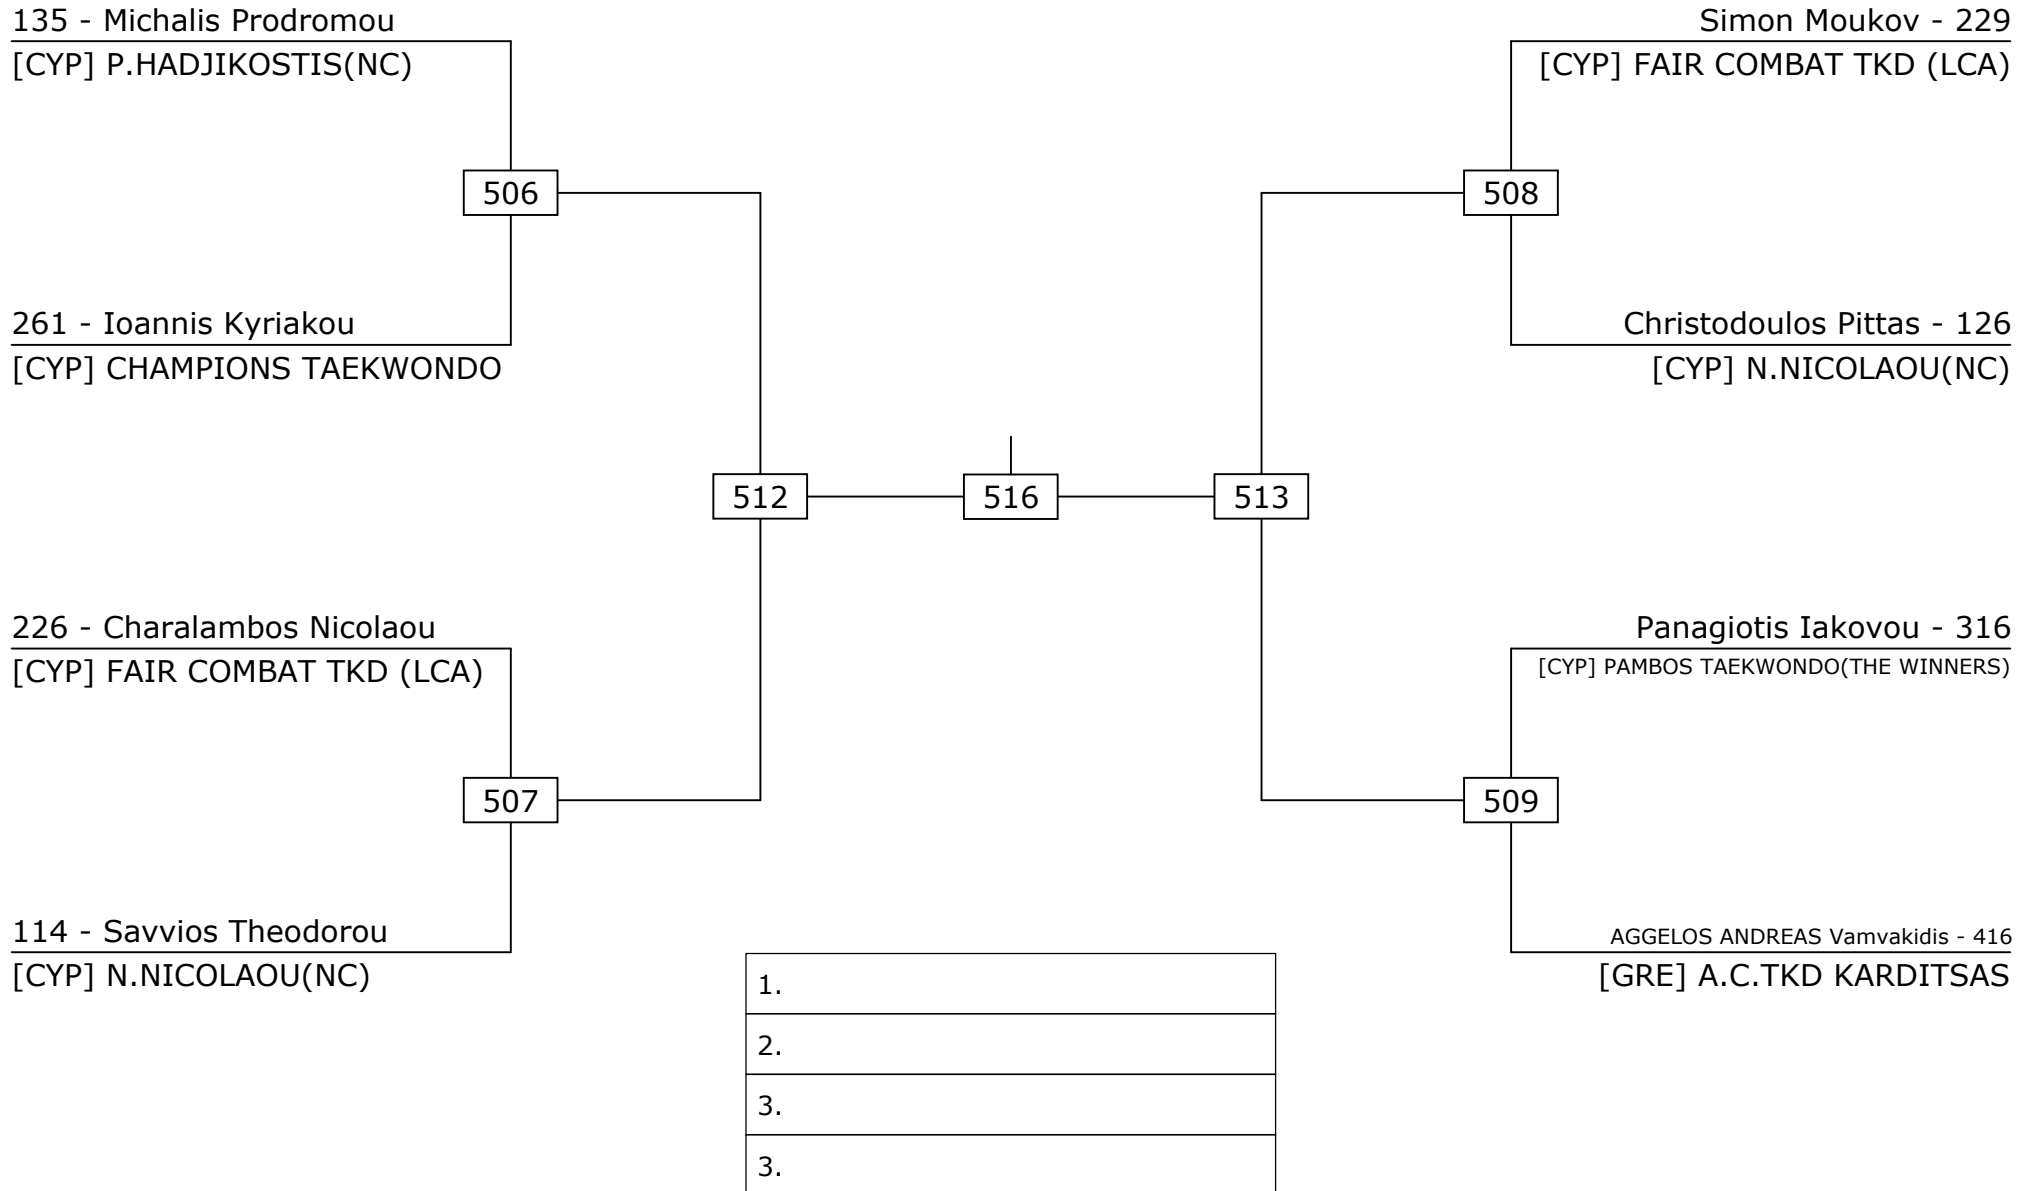 135 - Michalis Prodromou
[CYP] P.HADJIKOSTIS(NC)
506
261 - Ioannis Kyriakou
[CYP] CHAMPIONS TAEKWONDO
226 - Charalambos Nicolaou
[CYP] FAIR COMBAT TKD (LCA)
507
114 - Savvios Theodorou
[CYP] N.NICOLAOU(NC)
512
516
513
Simon Moukov - 229
[CYP] FAIR COMBAT TKD (LCA)
508
Christodoulos Pittas - 126
[CYP] N.NICOLAOU(NC)
Panagiotis Iakovou - 316
[CYP] PAMBOS TAEKWONDO(THE WINNERS)
509
AGGELOS ANDREAS Vamvakidis - 416
[GRE] A.C.TKD KARDITSAS
1.
2.
3.
3.